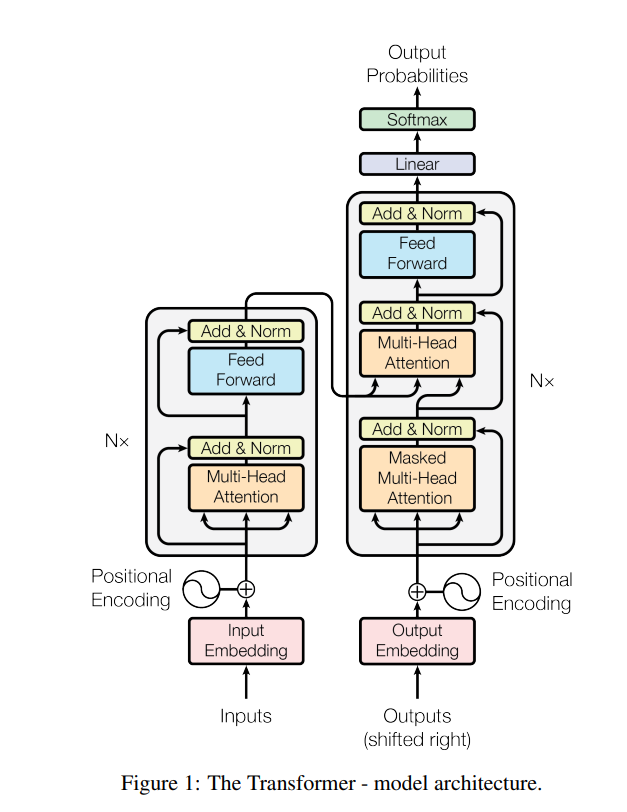 Output
Probabilities
Softmax
Linear
Add & Norm
Feed
Forward
Add & Norm
Multi-Head
Attention
Add & Norm
Masked
Multi-Head
Attention
Nx
Add & Norm
Feed
Forward
Add & Norm
Multi-Head
Attention
Nx
Positional
Encoding
Positional
Encoding
Input
Embedding
Output
Embedding
Inputs
Outputs
(shifted right)
Figure 1: The Transformer - model architecture.